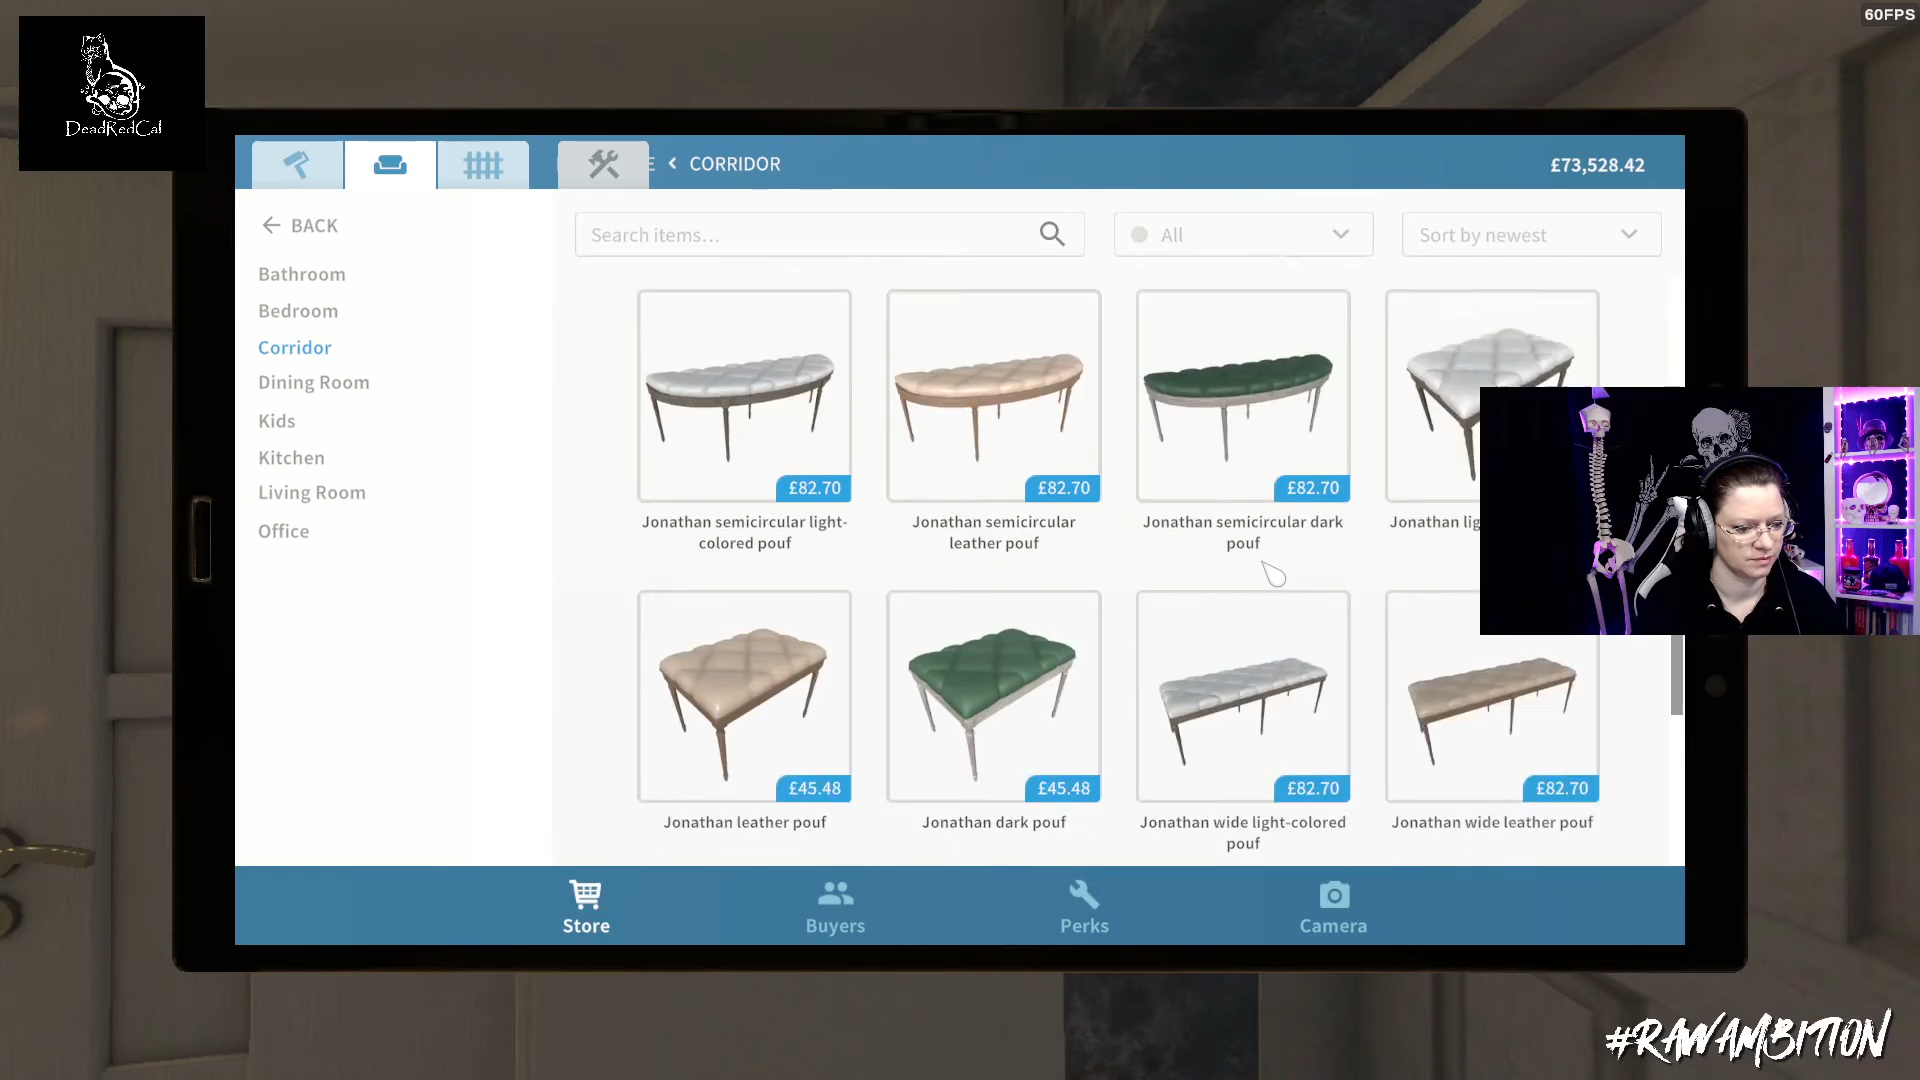 60FPS
DeadRedCal
CORRIDOR
£73,528.42
BACK
Search items...
All
Sort by newest
Bathroom
Bedroom
Corridor
Dining Room
Kids
Kitchen
Living Room
Office
£82.70
£82.70
£82.70
Jonathan semicircular light-
colored pouf
Jonathan semicircular
leather pouf
Jonathan semicircular dark
pouf
Jonathan
£45.48
£45.48
£82.70
£82.70
Jonathan leather pouf
Jonathan dark pouf
Jonathan wide light-colored
pouf
Jonathan wide leather pouf
Store
Buyers
Perks
Camera
#RAWAMBITION